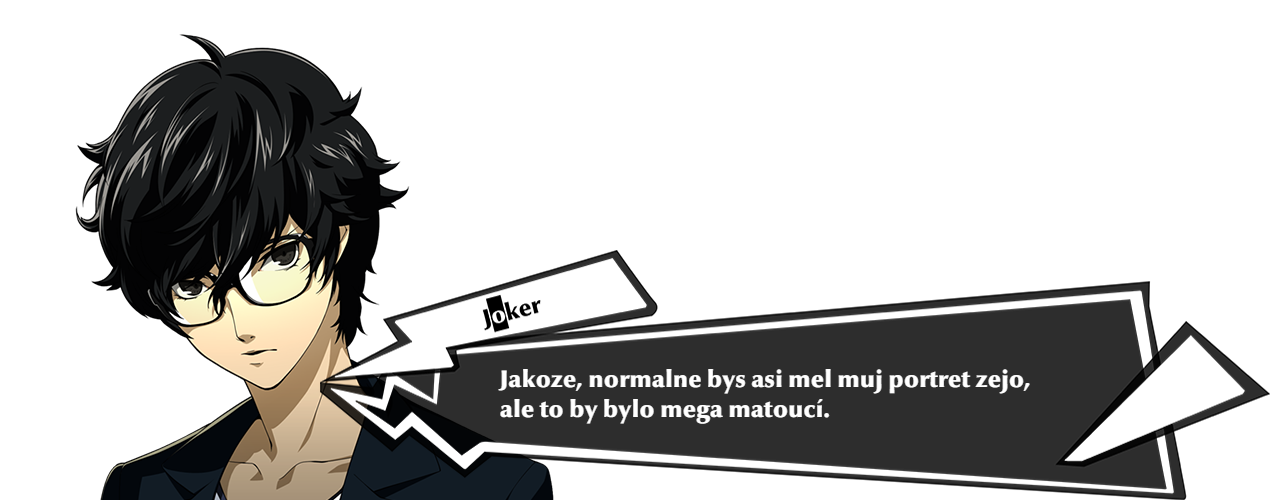 Joker
Jakoze, normalne bys asi mel muj portret zejo,
ale to by bylo mega matoucí.